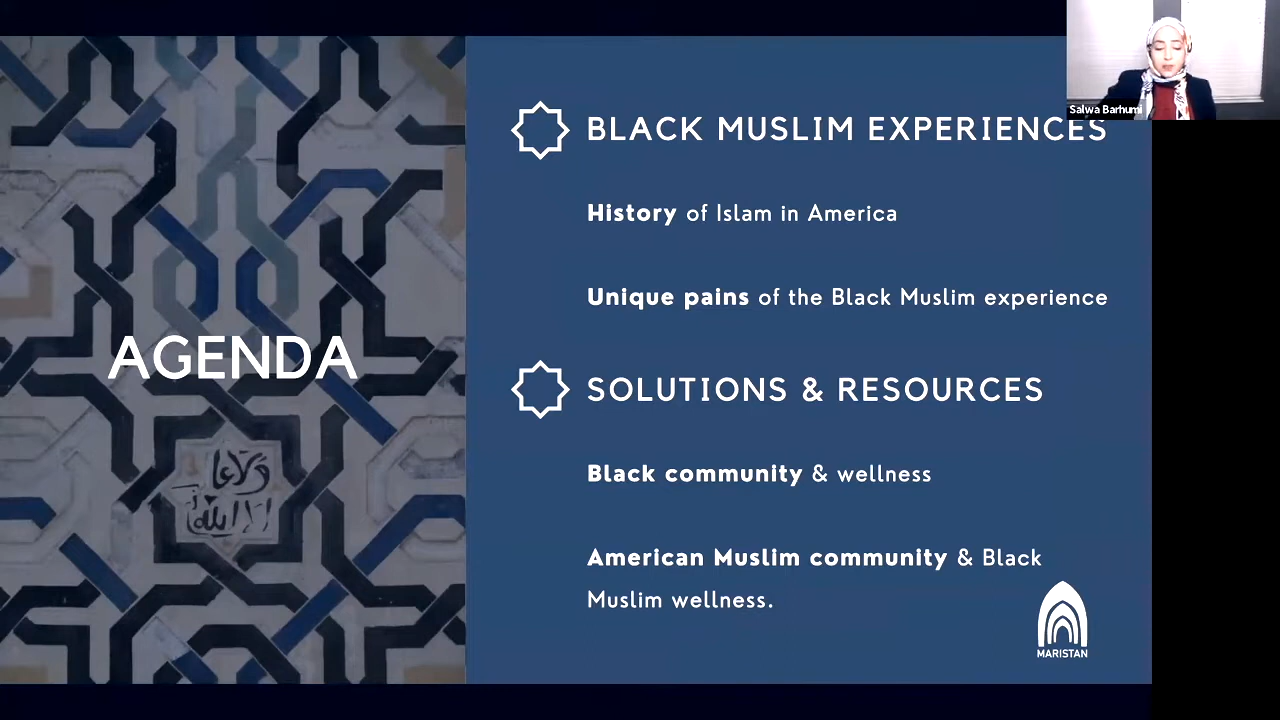 Salwa Barhumi
BLACK MUSLIM EXPERIENCES
History of Islam in America
Unique pains of the Black Muslim experience
AGENDA
SOLUTIONS & RESOURCES
Black community & wellness
American Muslim community & Black
Muslim wellness.
MARISTAN